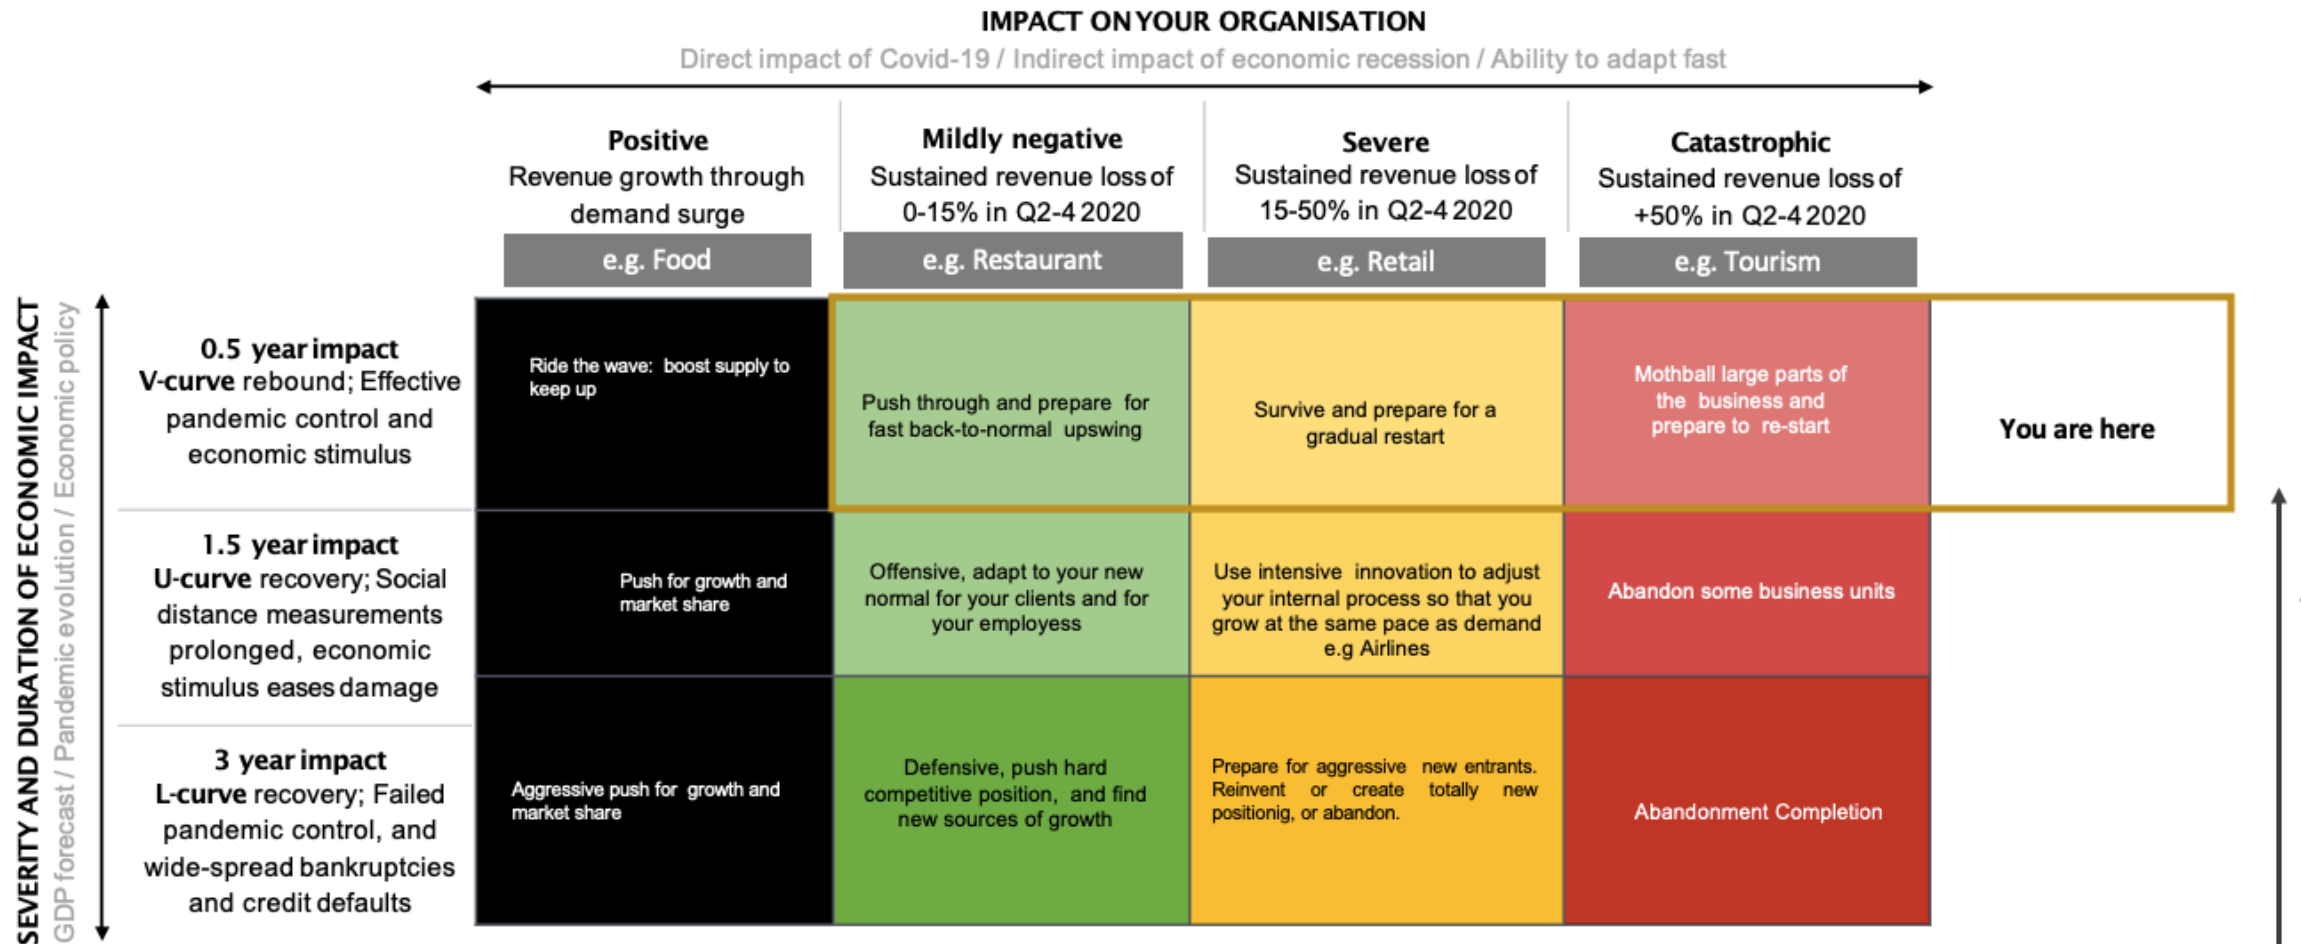 IMPACT ON YOUR ORGANISATION
Direct impact of Covid-19 / Indirect impact of economic recession / Ability to adapt fast
Positive
Revenue growth through
demand surge
e.g. Food
Mildly negative
Sustained revenue loss of
0-15% in Q2-4 2020
e.g. Restaurant
Severe
Sustained revenue loss of
15-50% in Q2-4 2020
e.g. Retail
Catastrophic
Sustained revenue loss of
+50% in Q2-4 2020
e.g. Tourism
SEVERITY AND DURATION OF ECONOMIC IMPACT
GDP forecast / Pandemic evolution / Economic policy
0.5 year impact
V-curve rebound; Effective
pandemic control and
economic stimulus
Ride the wave: boost supply to
keep up
Push through and prepare for
fast back-to-normal upswing
Survive and prepare for a
gradual restart
Mothball large parts of
the business and
prepare to re-start
You are here
1.5 year impact
U-curve recovery; Social
distance measurements
prolonged, economic
stimulus eases damage
Push for growth and
market share
Offensive, adapt to your new
normal for your clients and for
your employess
Use intensive innovation to adjust
your internal process so that you
grow at the same pace as demand
e.g Airlines
Abandon some business units
3 year impact
L-curve recovery; Failed
pandemic control, and
wide-spread bankruptcies
and credit defaults
Aggressive push for growth and
market share
Defensive, push hard
competitive position, and find
new sources of growth
Prepare for aggressive new entrants.
Reinvent or create totally new
positionig, or abandon.
Abandonment Completion